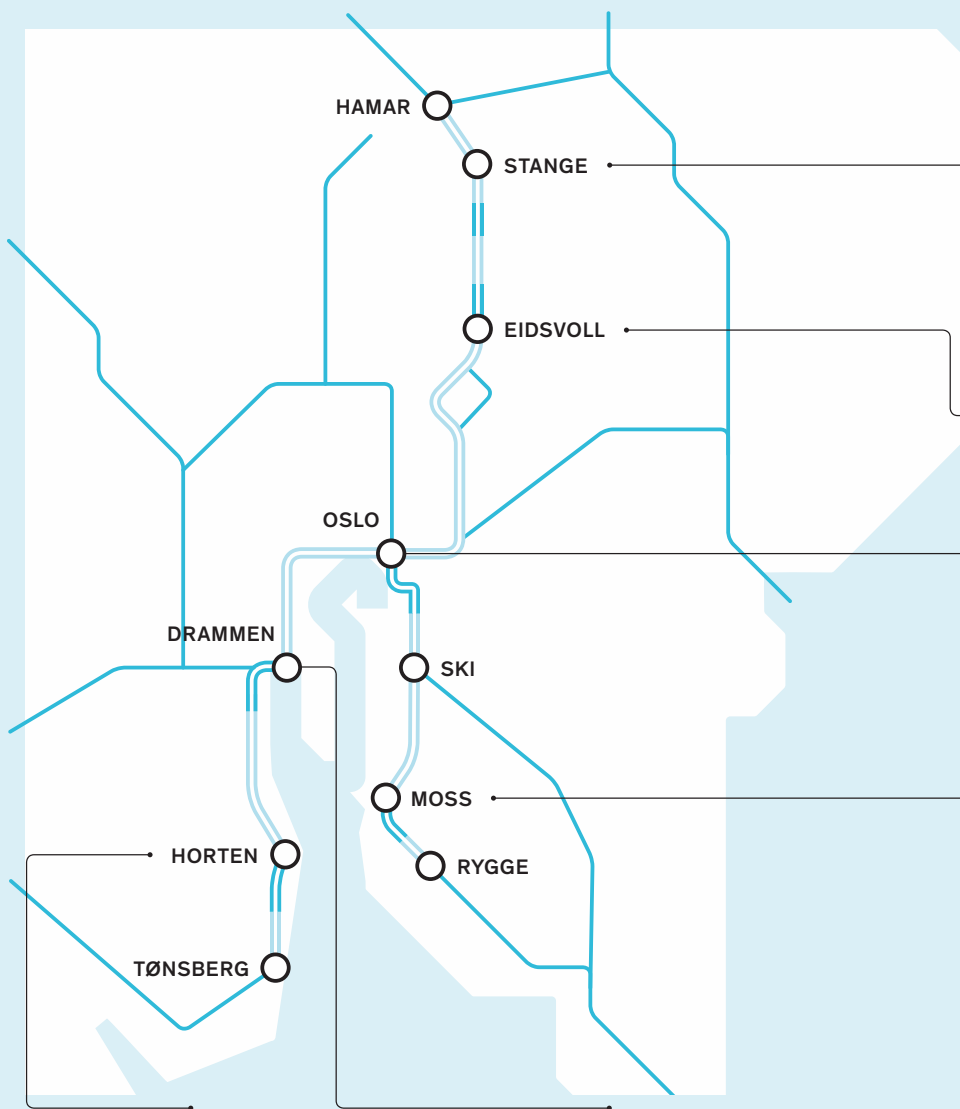 HAMAR
STANGE
EIDSVOLL
OSLO
DRAMMEN
SKI
MOSS
HORTEN
RYGGE
TØNSBERG